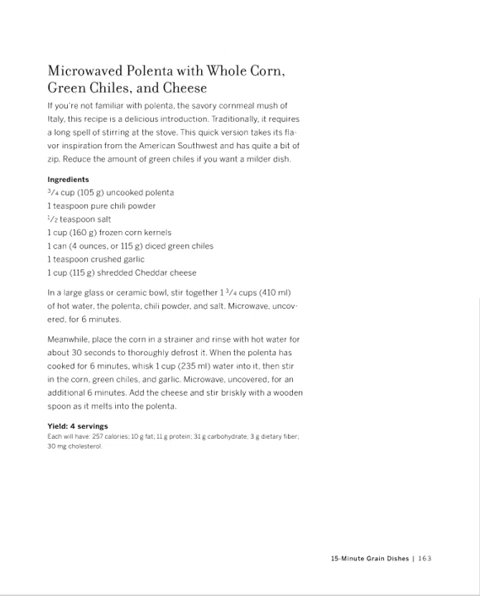 Microwaved Polenta with Whole Corn,
Green Chiles, and Cheese
If you're not familiar with polenta, the savory cornmeal mush of
Italy, this recipe is a delicious introduction. Traditionally, it requires
a long spell of stirring at the stove. This quick version takes its fla-
vor inspiration from the American Southwest and has quite a bit of
zip. Reduce the amount of green chiles if you want a milder dish.
Ingredients
3/4 cup (105 g) uncooked polenta
1 teaspoon pure chili powder
1/2 teaspoon salt
1 cup (160 g) frozen corn kernels
1 can (4 ounces, or 115 g) diced green chiles
1 teaspoon crushed garlic
1 cup (115 g) shredded Cheddar cheese
In a large glass or ceramic bowl, stir together 1 3/4 cups (410 ml)
of hot water, the polenta, chili powder, and salt. Microwave, uncov-
ered, for 6 minutes.
Meanwhile, place the corn in a strainer and rinse with hot water for
about 30 seconds to thoroughly defrost it. When the polenta has
cooked for 6 minutes, whisk 1 cup (235 ml) water into it, then stir
in the corn, green chiles, and garlic. Microwave, uncovered, for an
additional 6 minutes. Add the cheese and stir briskly with a wooden
spoon as it melts into the polenta.
Yield: 4 servings
Each will have: 257 calories; 10 g fat; 11 g protein; 31 g carbohydrate; 3 g dietary fiber;
30 mg cholesterol.
15-Minute Grain Dishes | 163